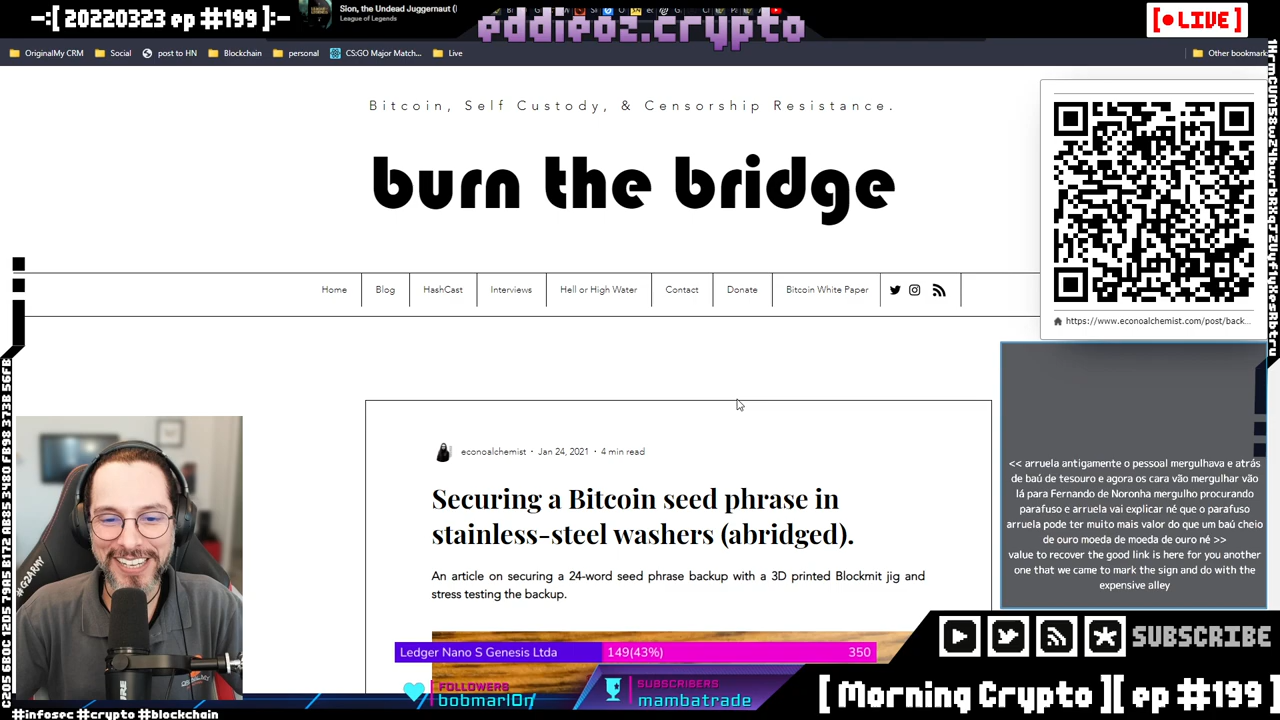 -:[ 20220323 ep #199 ]:-
Sion, the Undead Juggernaut (
League of Legends
eddieoz.crypto
[● LIVE]
OriginalMy CRM
Social
post to HN
Blockchain
personal
CS:GO Major Match...
Live
Other bookmark
Bitcoin, Self Custody, & Censorship Resistance.
burn the bridge
Home
Blog
HashCast
Interviews
Hell or High Water
Contact
Donate
Bitcoin White Paper
https://www.econoalchemist.com/post/back...
econoalchemist · Jan 24, 2021 · 4 min read
Securing a Bitcoin seed phrase in
stainless-steel washers (abridged).
An article on securing a 24-word seed phrase backup with a 3D printed Blockmit jig and
stress testing the backup.
<< arruela antigamente o pessoal mergulhava e atrás
de baú de tesouro e agora os cara vão mergulhar vão
lá para Fernando de Noronha mergulho procurando
parafuso e arruela vai explicar né que o parafuso
arruela pode ter muito mais valor do que um baú cheio
de ouro moeda de moeda de ouro né >>
value to recover the good link is here for you another
one that we came to mark the sign and do with the
expensive alley
#G2ARMY
Ledger Nano S Genesis Ltda
149(43%)
350
FOLLOWERS
bobmarl0n
SUBSCRIBERS
mambatrade
SUBSCRIBE
[ Morning Crypto ][ ep #199 ]
#infosec #crypto #blockchain